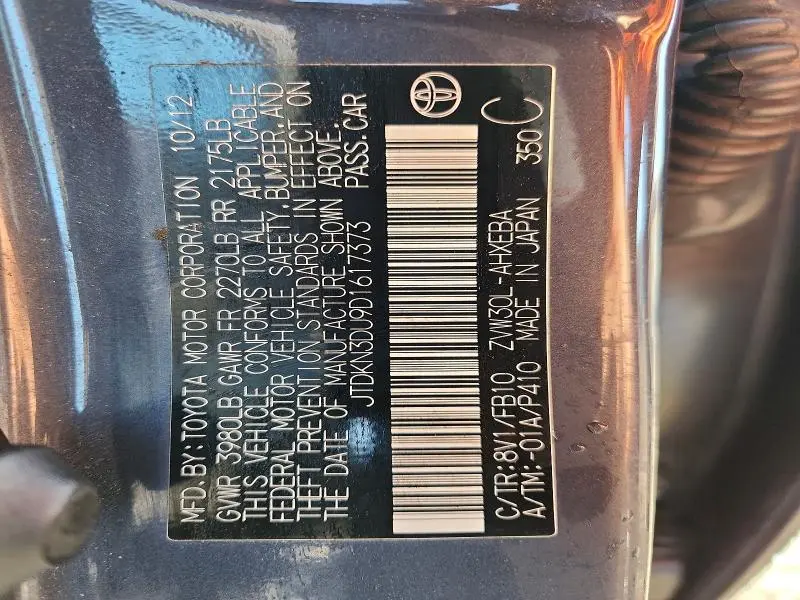 MFD. BY: TOYOTA MOTOR CORPORATION 10/12
GVWR 3980LB GAWR FR 2270LB RR 2175LB
THIS VEHICLE CONFORMS TO ALL APPLICABLE
FEDERAL MOTOR VEHICLE SAFETY, BUMPER, AND
THEFT PREVENTION STANDARDS IN EFFECT ON
THE DATE OF MANUFACTURE SHOWN ABOVE.
JTDKN3DU9D1617373 PASS. CAR
C/TR: 8V1/FB10 ZVW30L-AHXEBA
A/TM: -01A/P410 MADE IN JAPAN 350 C